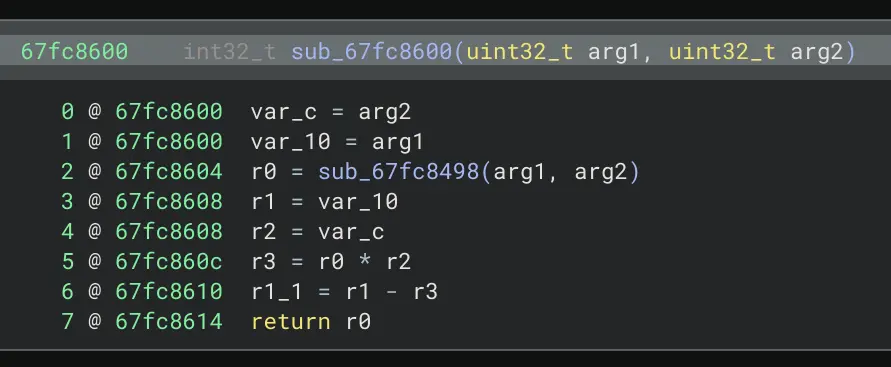 67fc8600    int32_t sub_67fc8600(uint32_t arg1, uint32_t arg2)
0 @ 67fc8600  var_c = arg2
1 @ 67fc8600  var_10 = arg1
2 @ 67fc8604  r0 = sub_67fc8498(arg1, arg2)
3 @ 67fc8608  r1 = var_10
4 @ 67fc8608  r2 = var_c
5 @ 67fc860c  r3 = r0 * r2
6 @ 67fc8610  r1_1 = r1 - r3
7 @ 67fc8614  return r0